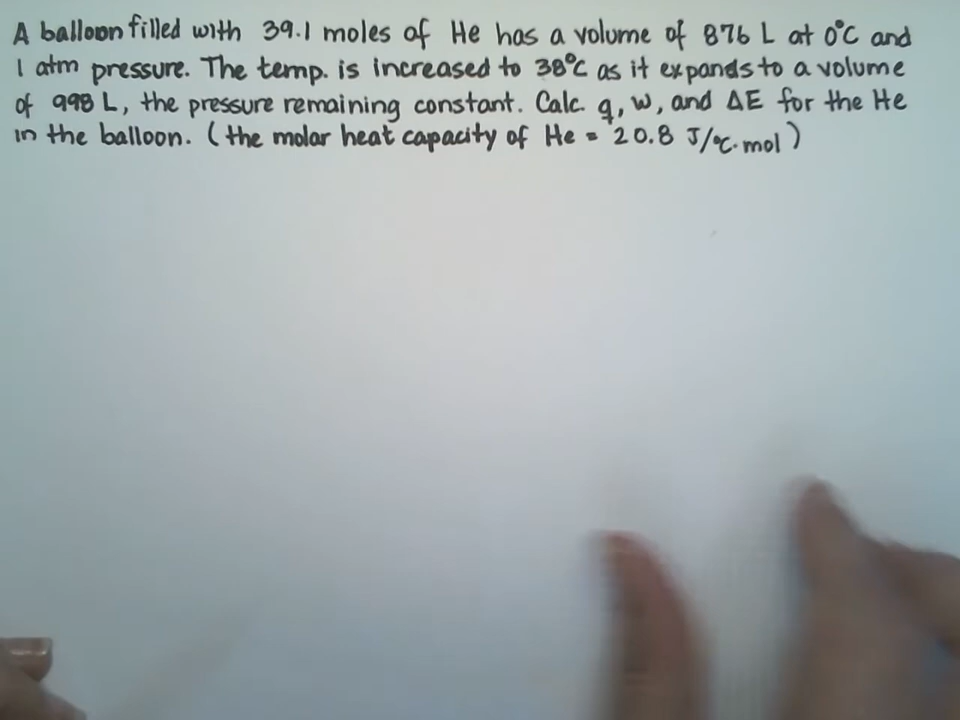 A balloon filled with 39.1 moles of He has a volume of 876 L at 0°C and
1 atm pressure. The temp. is increased to 38°C as it expands to a volume
of 998 L, the pressure remaining constant. Calc. q, w, and ΔE for the He
in the balloon. (the molar heat capacity of He = 20.8 J/°C·mol)